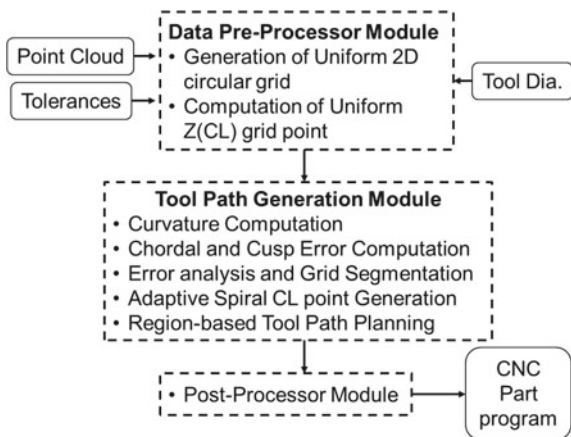 Data Pre-Processor Module
Point Cloud
• Generation of Uniform 2D
circular grid
Tolerances
• Computation of Uniform
Z(CL) grid point
Tool Dia.
Tool Path Generation Module
• Curvature Computation
• Chordal and Cusp Error Computation
• Error analysis and Grid Segmentation
• Adaptive Spiral CL point Generation
• Region-based Tool Path Planning
• Post-Processor Module
CNC
Part
program